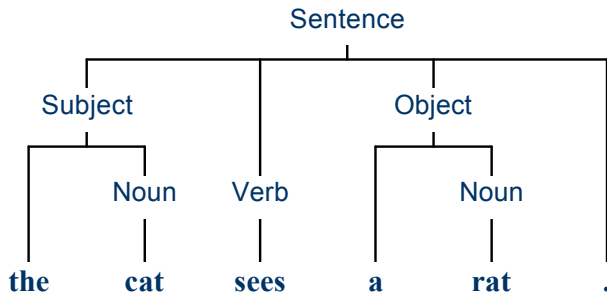 Sentence
Subject Object
Noun Verb Noun
the cat sees a rat .